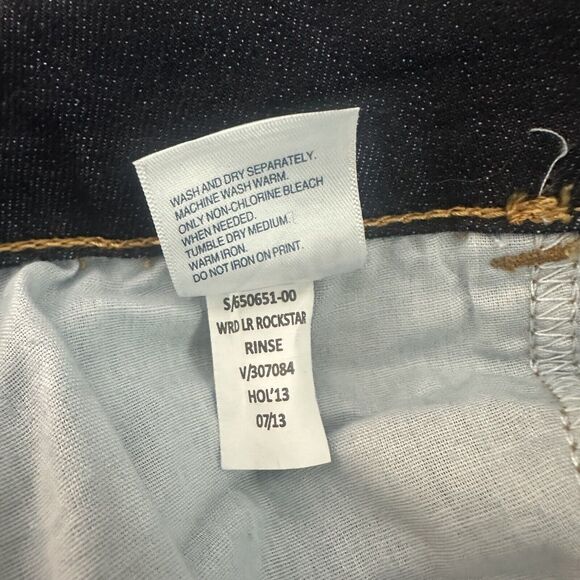 WASH AND DRY SEPARATELY.
MACHINE WASH WARM.
ONLY NON-CHLORINE BLEACH
WHEN NEEDED.
TUMBLE DRY MEDIUM.
WARM IRON.
DO NOT IRON ON PRINT.
S/650651-00
WRD LR ROCKSTAR
RINSE
V/307084
HOL'13
07/13